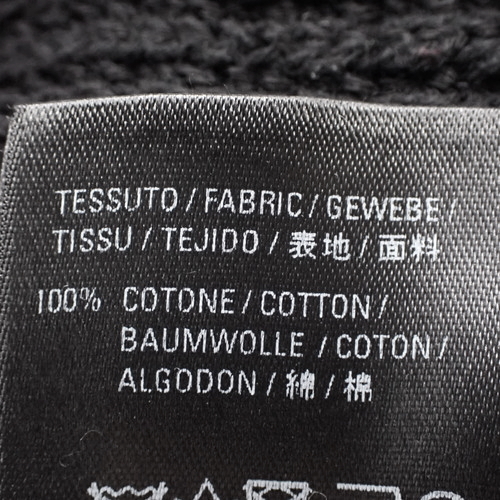 TESSUTO / FABRIC / GEWEBE /
TISSU / TEJIDO / 表地 / 面料
100% COTONE / COTTON /
BAUMWOLLE / COTON /
ALGODON / 綿 / 棉